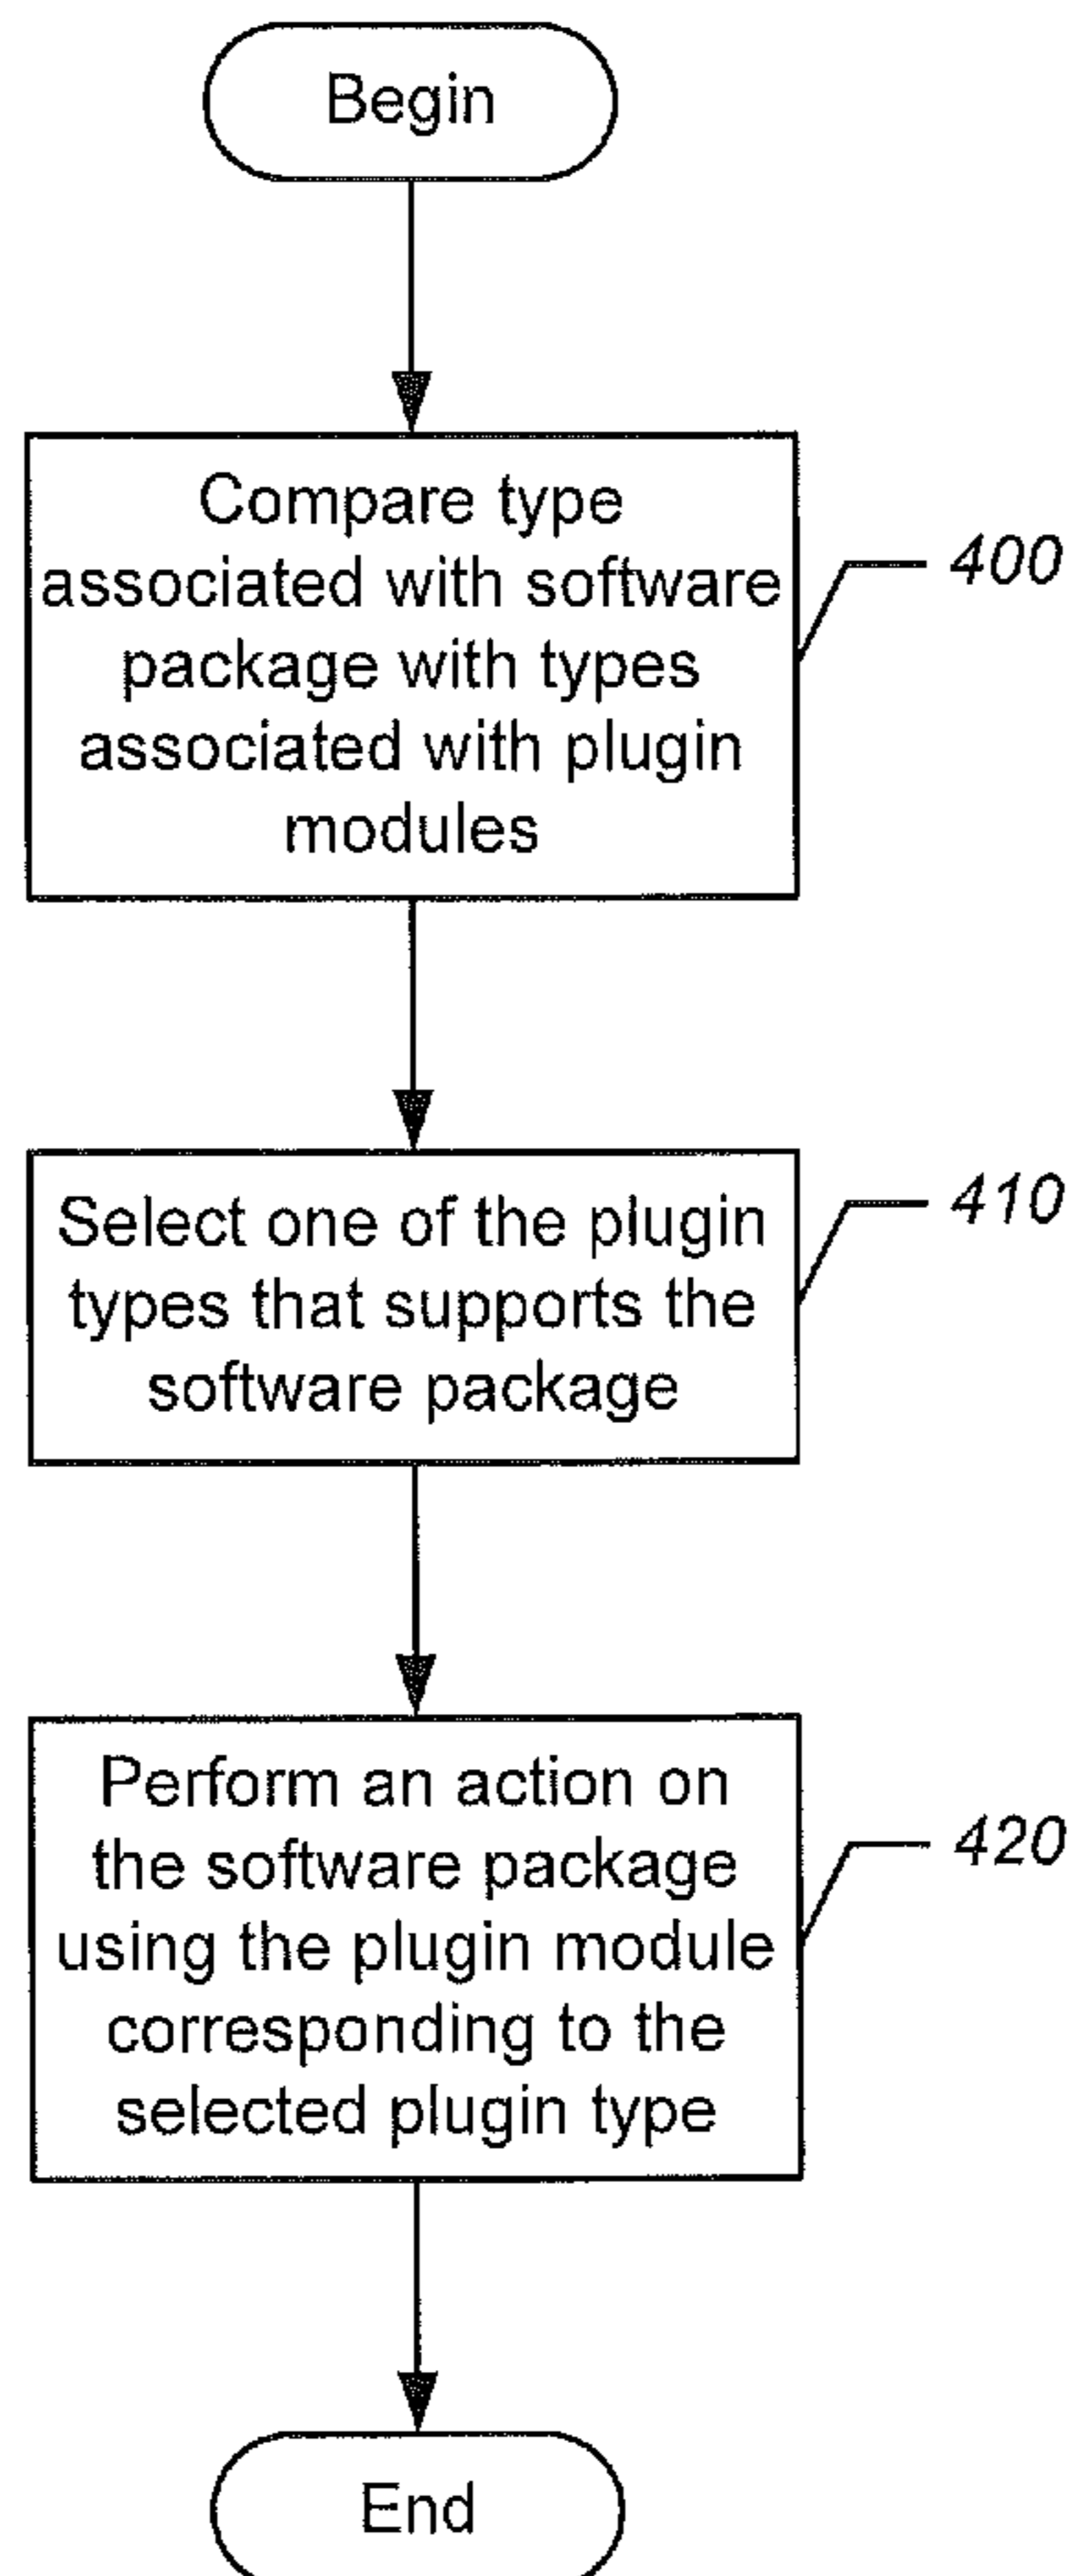 Begin
Compare type
associated with software
package with types
associated with plugin
modules
400
Select one of the plugin
types that supports the
software package
410
Perform an action on
the software package
using the plugin module
corresponding to the
selected plugin type
420
End